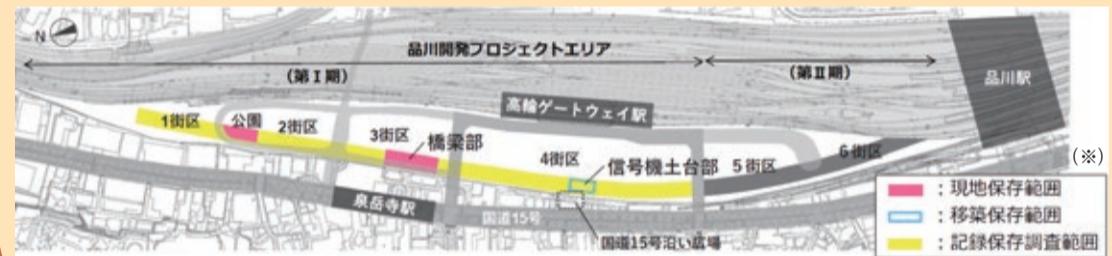 N
品川開発プロジェクトエリア
(第Ⅰ期)
(第Ⅱ期)
品川駅
高輪ゲートウェイ駅
1街区
公園
2街区
3街区
橋梁部
4街区
信号機土台部
5街区
6街区
泉岳寺駅
国道15号
国道15号沿い広場
(※)
:現地保存範囲
:移築保存範囲
:記録保存調査範囲